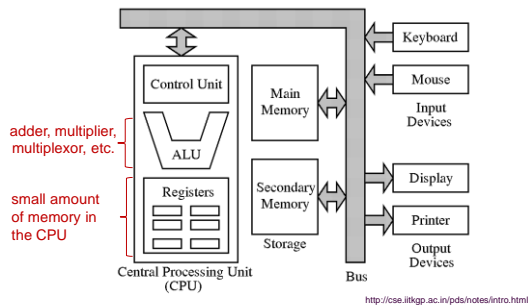 Control Unit
ALU
Registers
Central Processing Unit
(CPU)
adder, multiplier,
multiplexor, etc.
small amount
of memory in
the CPU
Main
Memory
Secondary
Memory
Storage
Bus
Keyboard
Mouse
Input
Devices
Display
Printer
Output
Devices
http://cse.iitkgp.ac.in/pds/notes/intro.html